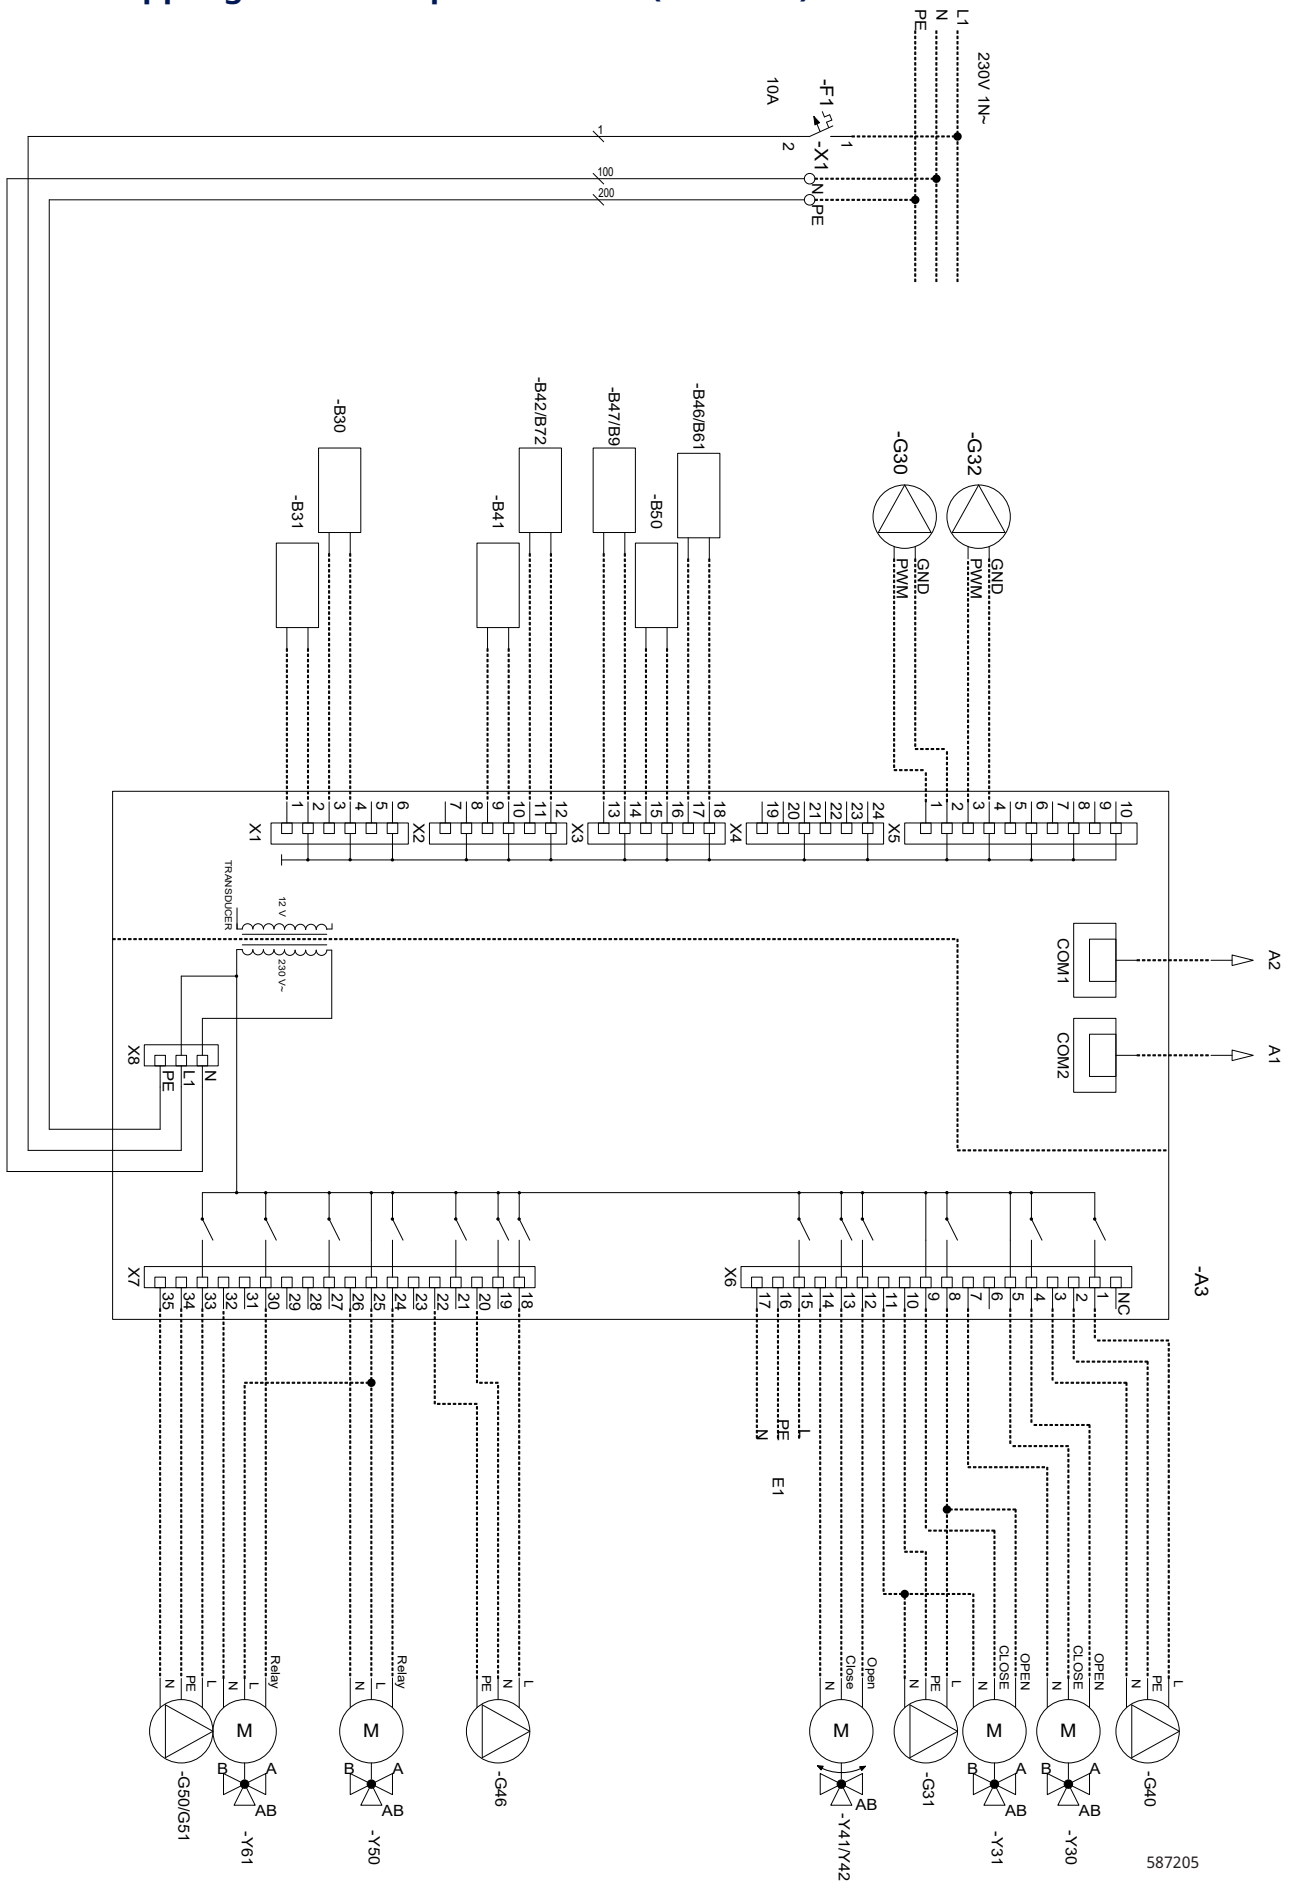 L1
N
PE
230V 1N~
-F1
10A
1
2
-X1
N
PE
1
100
200
-B30
-B31
-B42/B72
-B41
-B47/B9
-B50
-B46/B61
-G30
-G32
GND
PWM
GND
PWM
1
2
3
4
5
6
X1
7
8
9
10
11
12
X2
13
14
15
16
17
18
X3
19
20
21
22
23
24
X4
1
2
3
4
5
6
7
8
9
10
X5
TRANSDUCER
12 V
230 V~
COM1
A2
COM2
A1
X8
PE
L1
N
-A3
X7
35
34
33
32
31
30
29
28
27
26
25
24
23
22
21
20
19
18
X6
17
16
15
14
13
12
11
10
9
8
7
6
5
4
3
2
1
NC
N
PE
L
E1
N
PE
L
-G50/G51
N
L
Relay
M
B
A
AB
-Y61
N
L
Relay
M
B
A
AB
-Y50
PE
N
L
-G46
N
Close
Open
M
AB
-Y41/Y42
N
PE
L
-G31
N
CLOSE
OPEN
M
B
A
AB
-Y31
N
CLOSE
OPEN
M
B
A
AB
-Y30
N
PE
L
-G40
587205